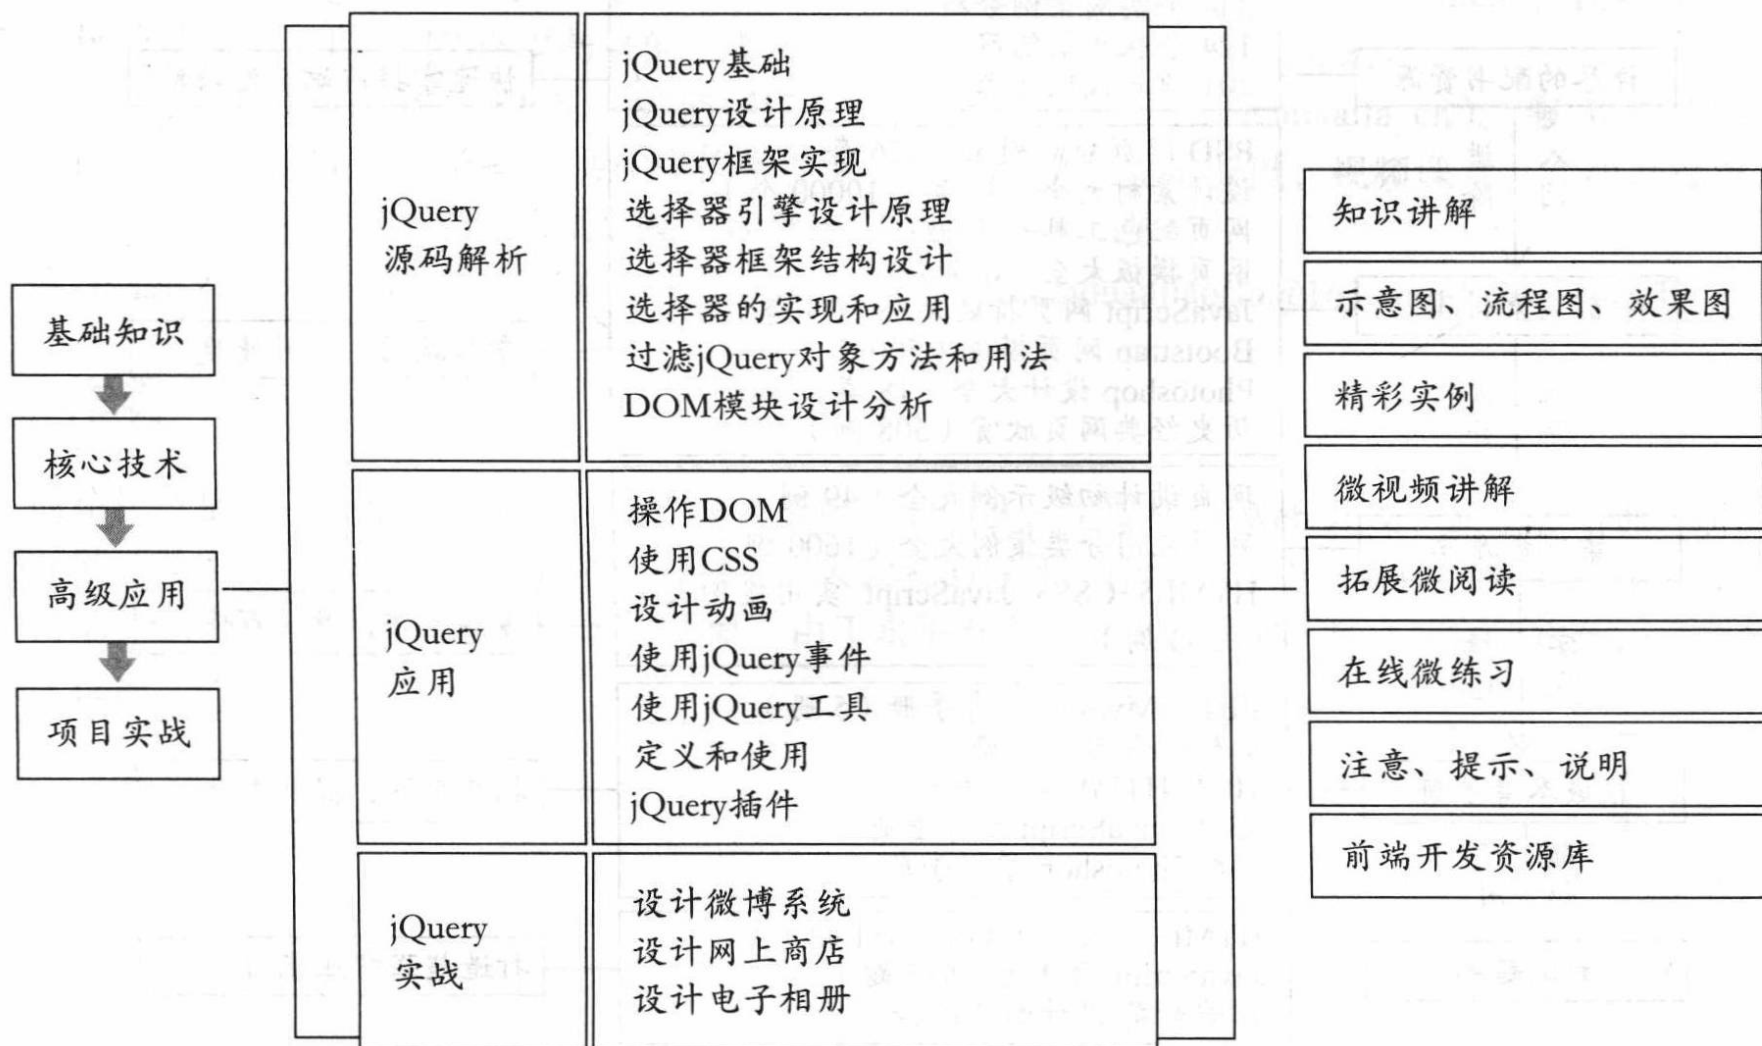 基础知识
核心技术
高级应用
项目实战
jQuery
源码解析
jQuery基础
jQuery设计原理
jQuery框架实现
选择器引擎设计原理
选择器框架结构设计
选择器的实现和应用
过滤jQuery对象方法和用法
DOM模块设计分析
jQuery
应用
操作DOM
使用CSS
设计动画
使用jQuery事件
使用jQuery工具
定义和使用
jQuery插件
jQuery
实战
设计微博系统
设计网上商店
设计电子相册
知识讲解
示意图、流程图、效果图
精彩实例
微视频讲解
拓展微阅读
在线微练习
注意、提示、说明
前端开发资源库